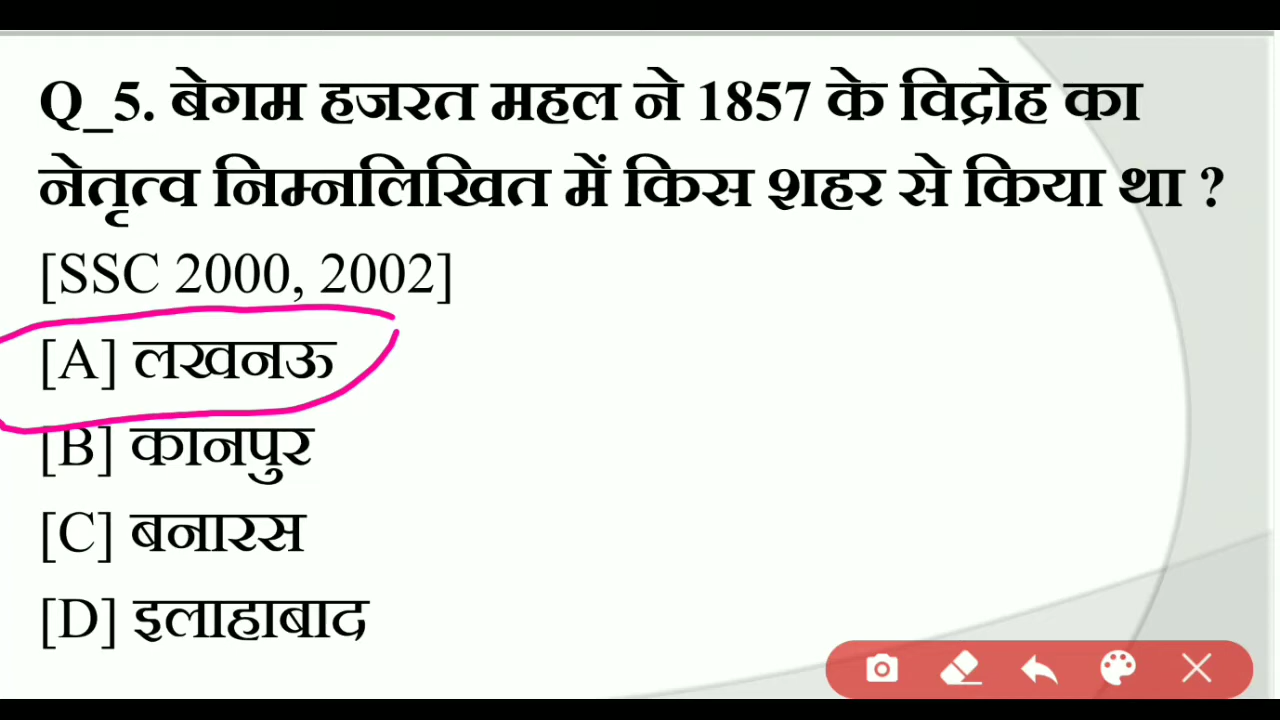 Q_5. बेगम हजरत महल ने 1857 के विद्रोह का
नेतृत्व निम्नलिखित में किस शहर से किया था ?
[SSC 2000, 2002]
[A] लखनऊ
[B] कानपुर
[C] बनारस
[D] इलाहाबाद